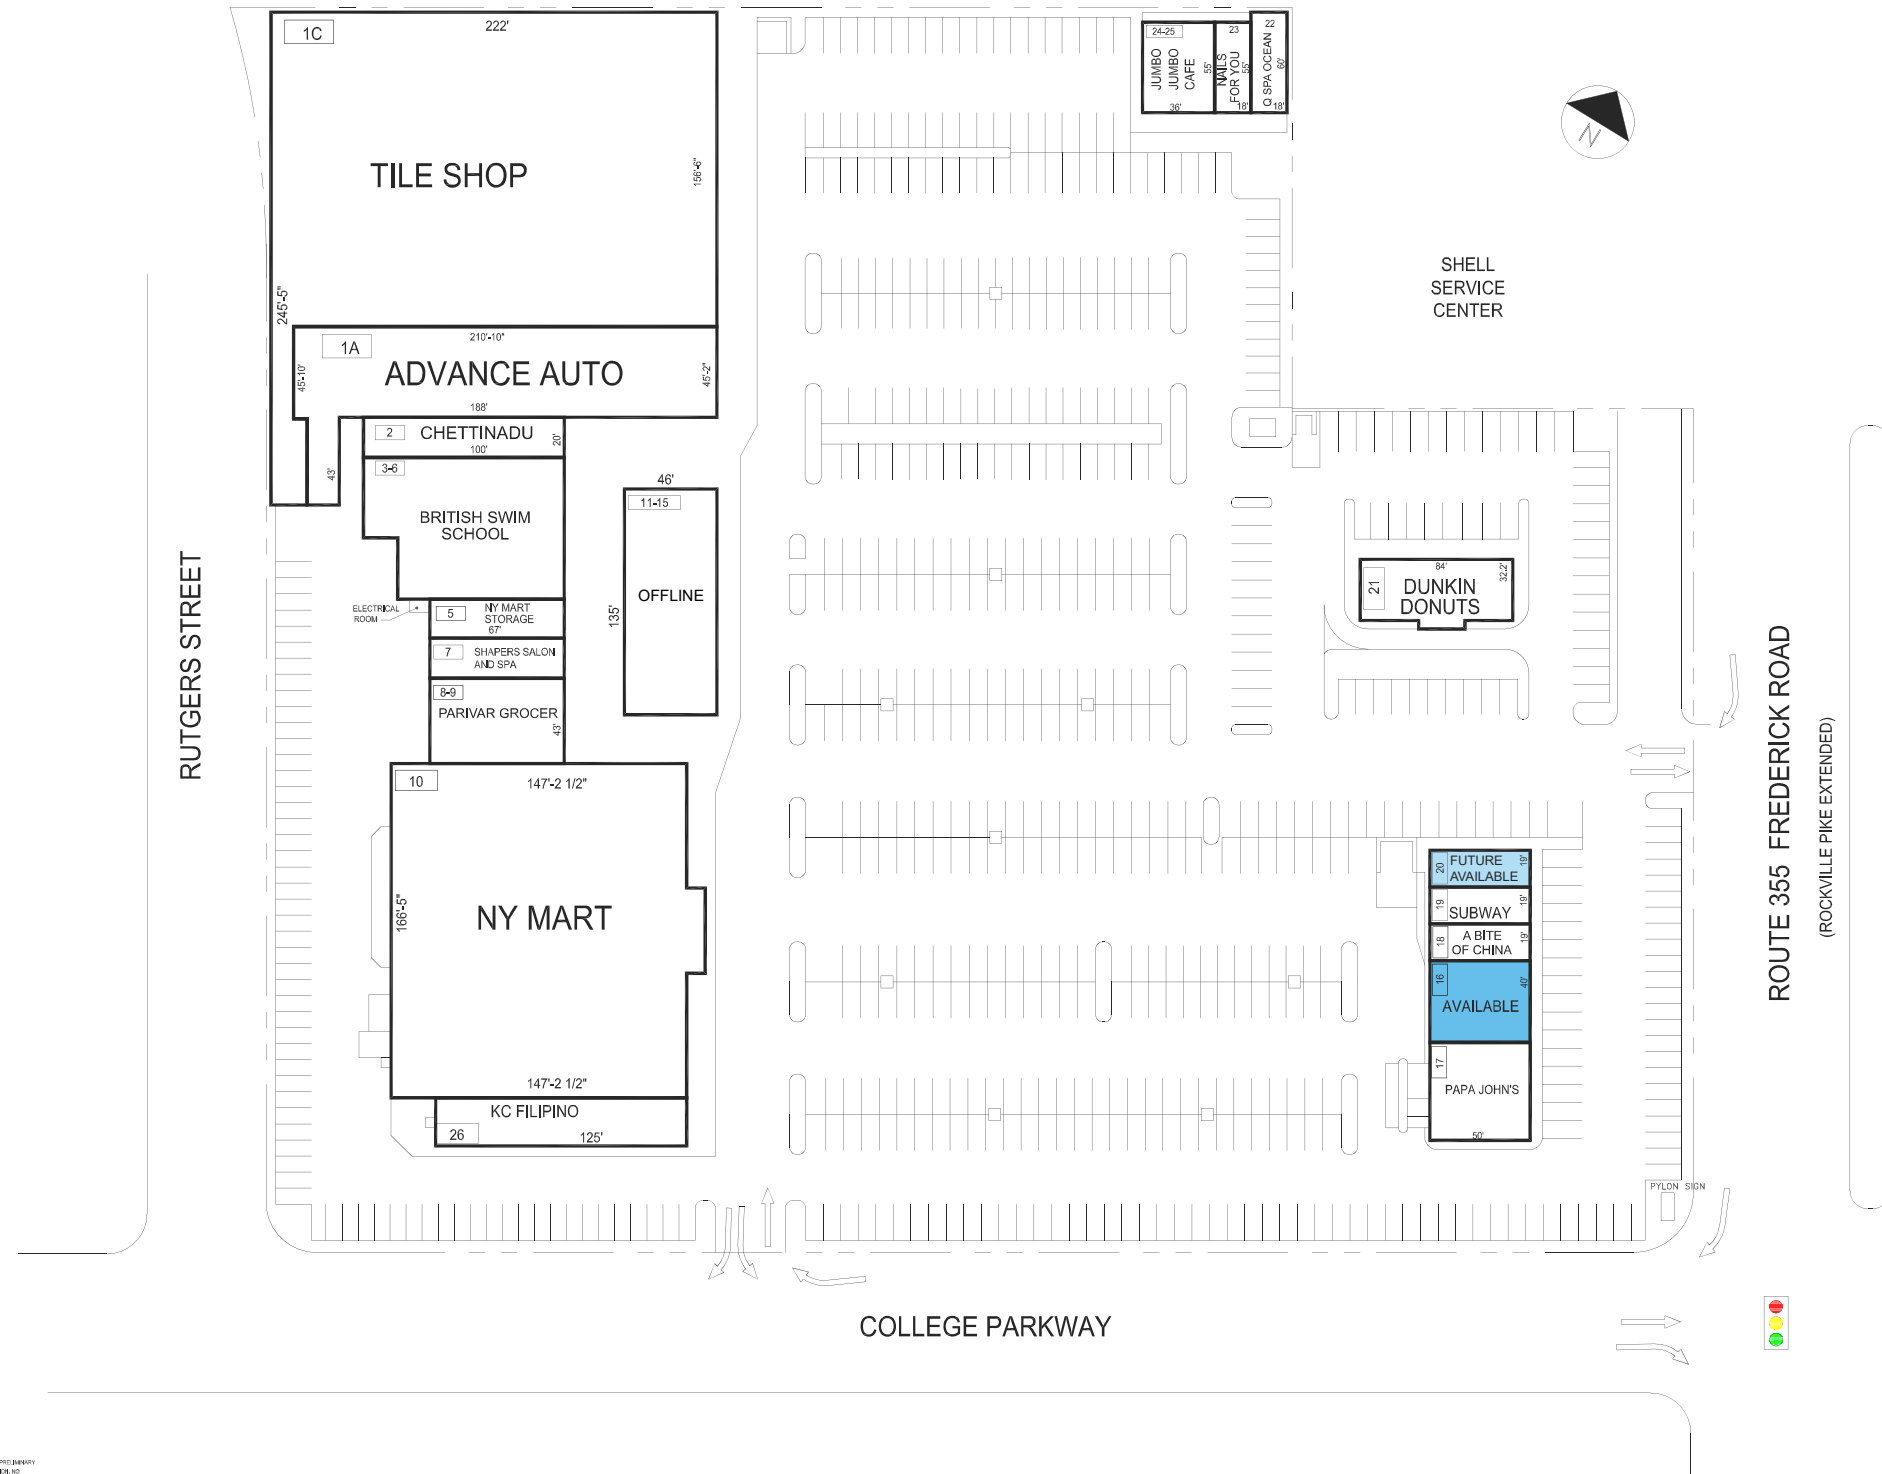 1C
222'
TILE SHOP
156'-6"
245'-5"
1A
210'-10"
ADVANCE AUTO
45'-10'
45'-2"
188'
43'
2
CHETTINADU
100'
20'
3-6
BRITISH SWIM
SCHOOL
ELECTRICAL
ROOM
5
NY MART
STORAGE
67'
7
SHAPERS SALON
AND SPA
8-9
PARIVAR GROCER
43'
46'
11-15
OFFLINE
135'
10
147'-2 1/2"
166'-5"
NY MART
147'-2 1/2"
KC FILIPINO
26
125'
24-25
JUMBO
JUMBO
CAFE
55'
36'
23
NAILS
FOR YOU
55'
18'
22
Q SPA OCEAN
60'
18'
N
SHELL
SERVICE
CENTER
21
84'
32.2'
DUNKIN
DONUTS
20
FUTURE
AVAILABLE
19'
19
SUBWAY
19'
18
A BITE
OF CHINA
19'
16
AVAILABLE
40'
17
PAPA JOHN'S
50'
PYLON SIGN
RUTGERS STREET
ROUTE 355 FREDERICK ROAD
(ROCKVILLE PIKE EXTENDED)
COLLEGE PARKWAY
PRELIMINARY
ION, NO